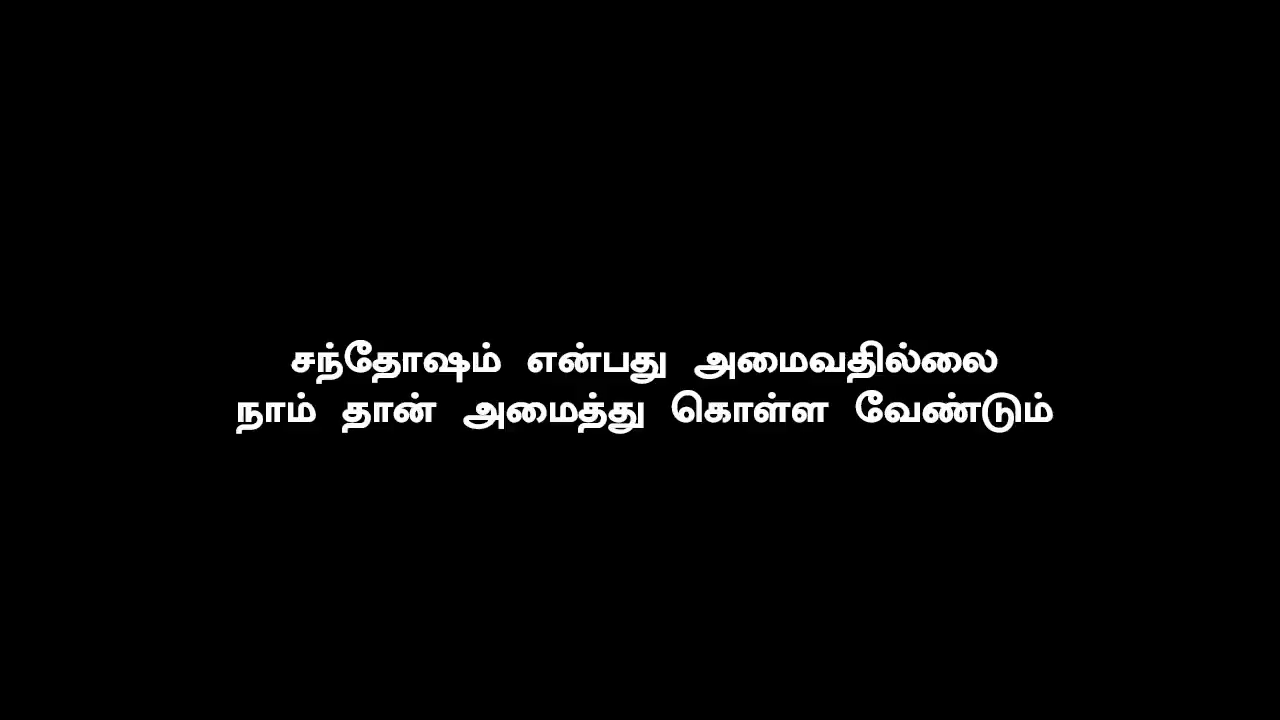 சந்தோஷம் என்பது அமைவதில்லை
நாம் தான் அமைத்து கொள்ள வேண்டும்